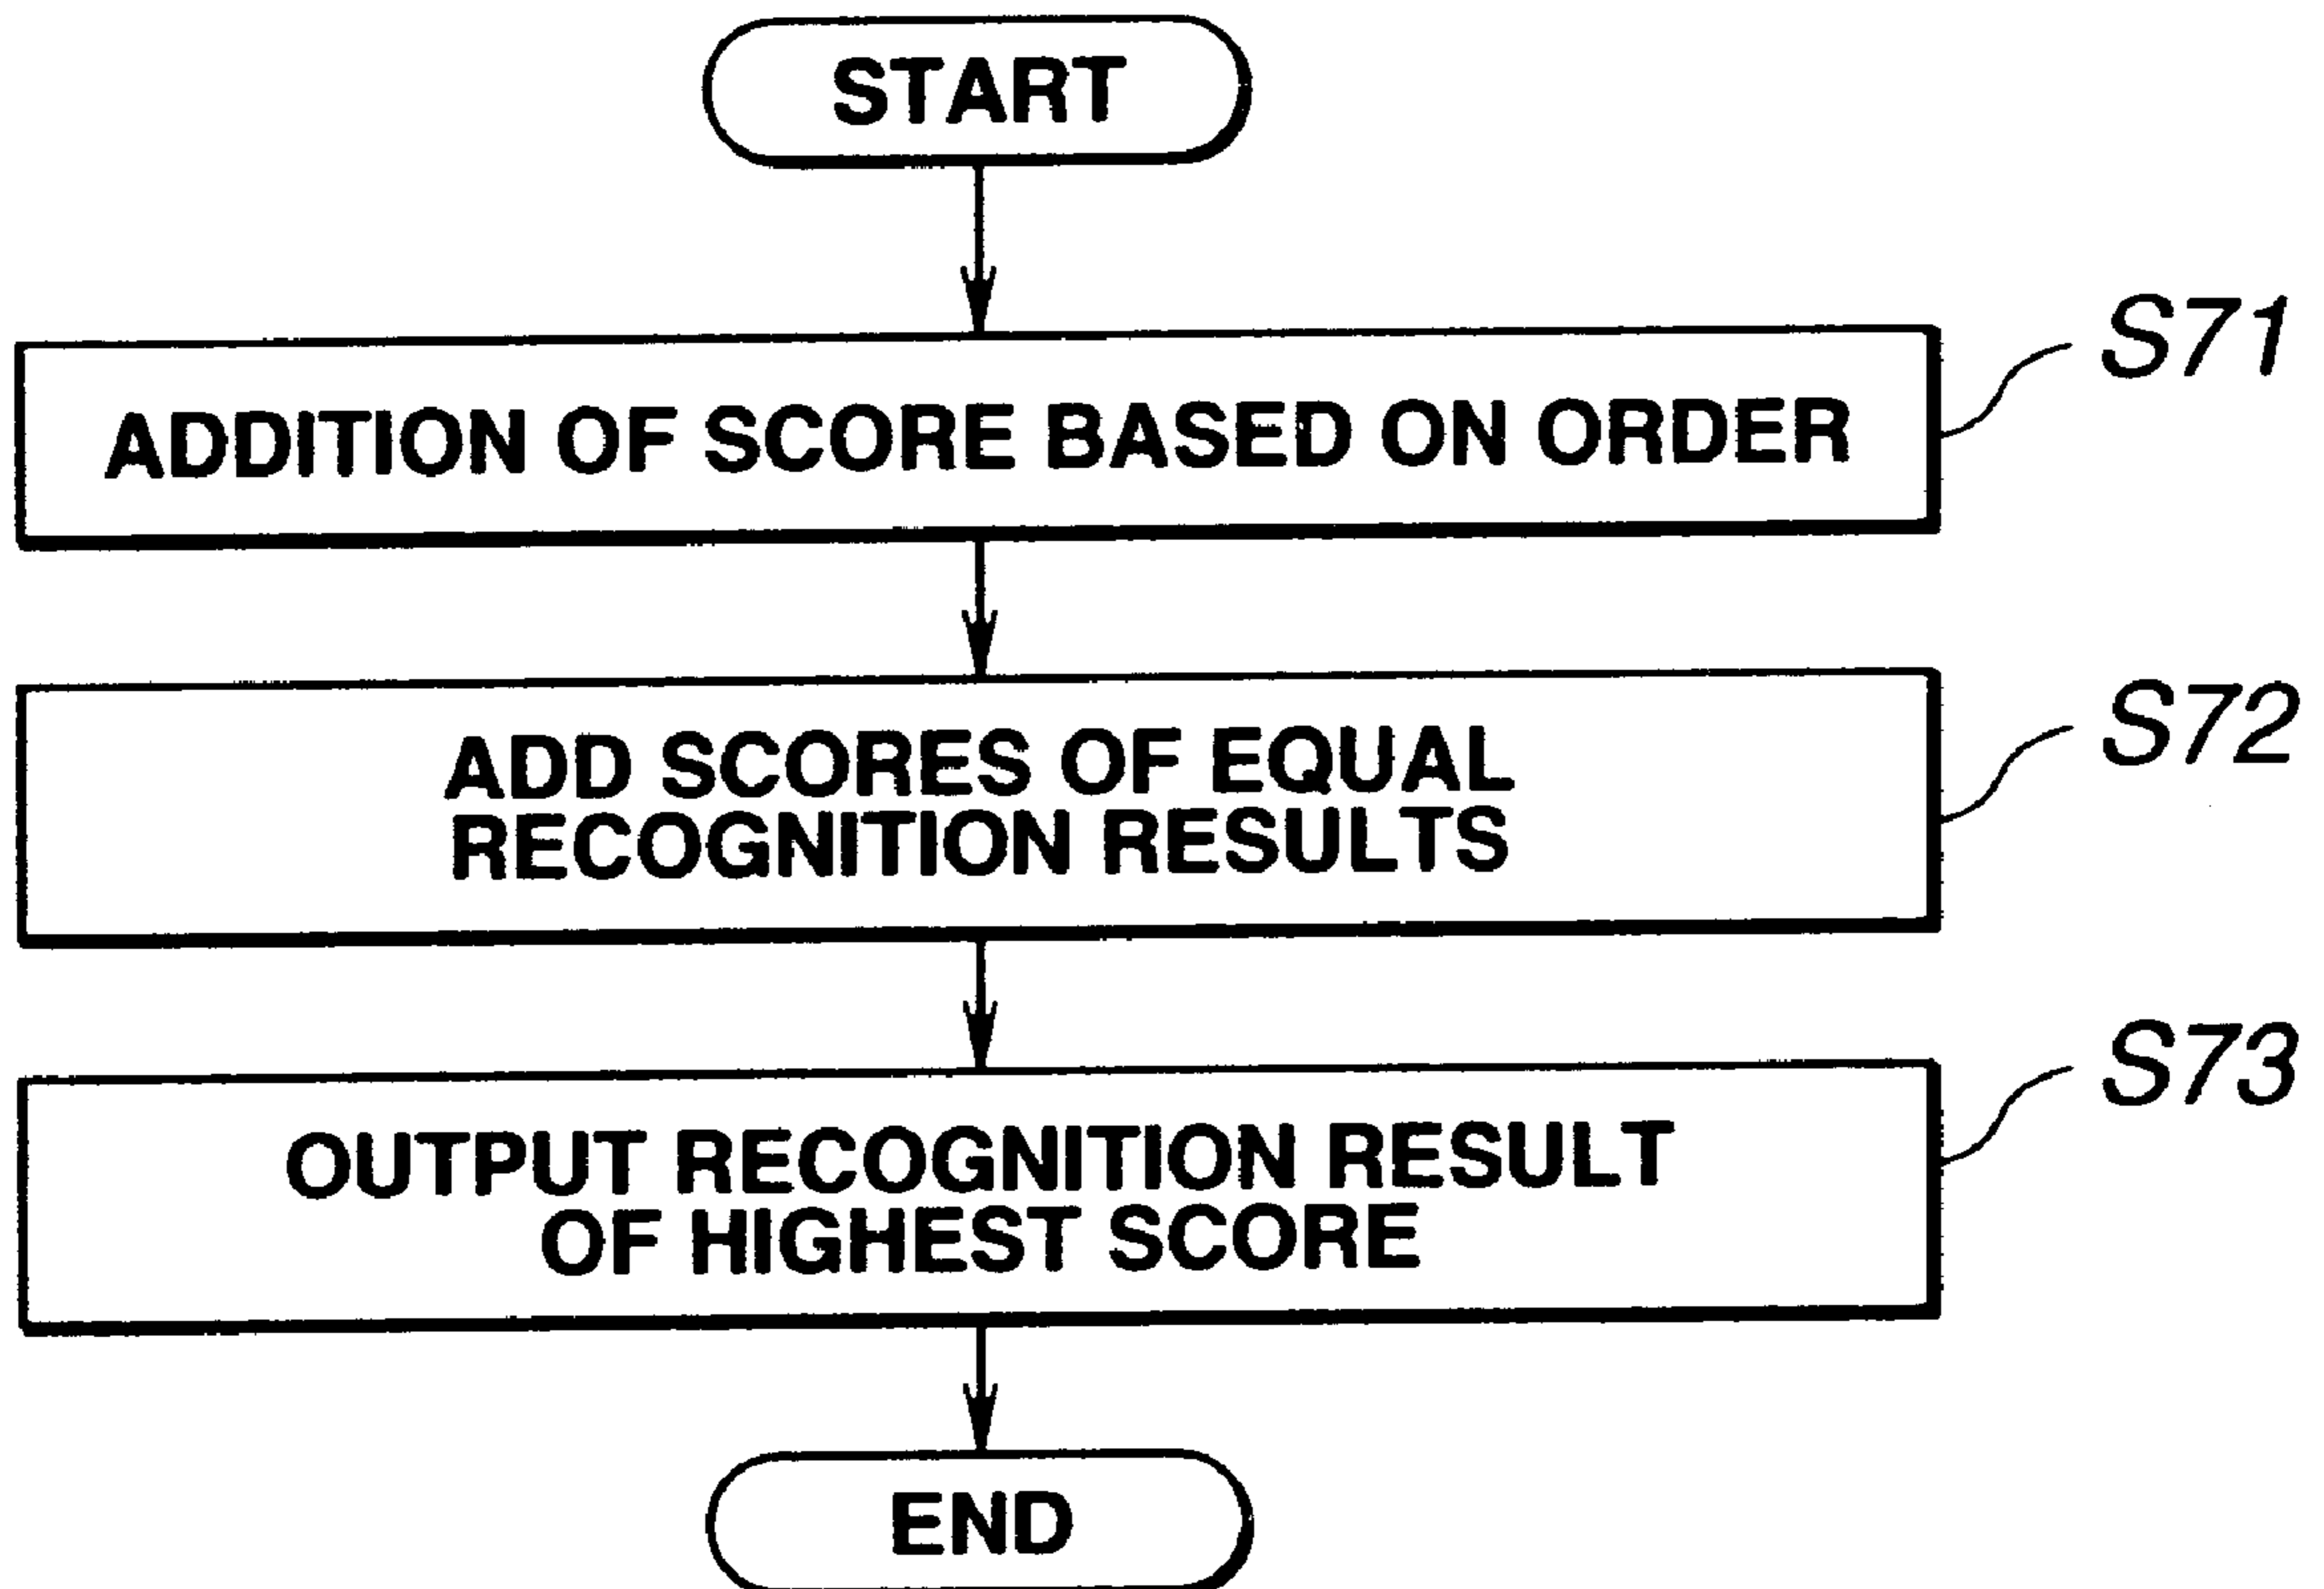 START
ADDITION OF SCORE BASED ON ORDER
S71
ADD SCORES OF EQUAL
RECOGNITION RESULTS
S72
OUTPUT RECOGNITION RESULT
OF HIGHEST SCORE
S73
END